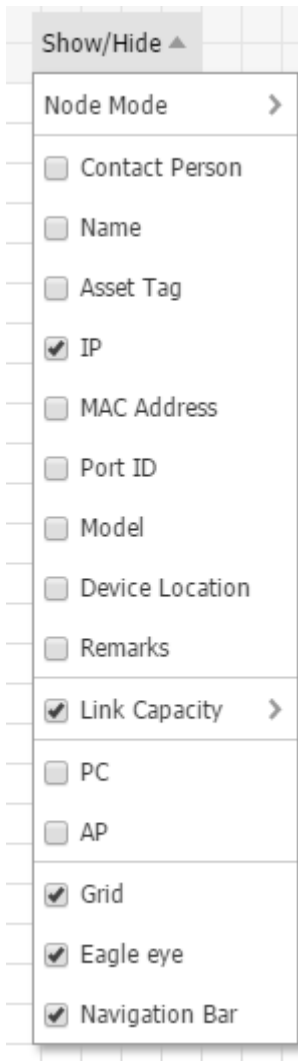 Show/Hide
Node Mode
Contact Person
Name
Asset Tag
IP
MAC Address
Port ID
Model
Device Location
Remarks
Link Capacity
PC
AP
Grid
Eagle eye
Navigation Bar